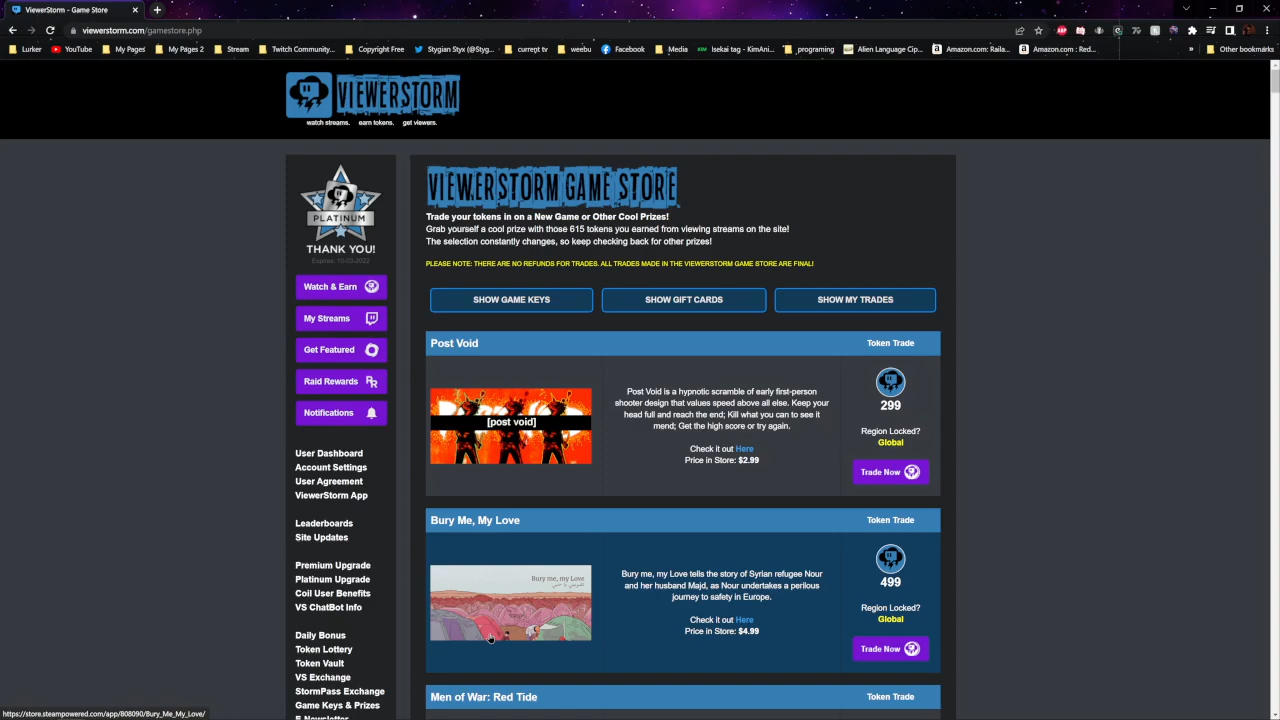 ViewerStorm - Game Store
viewerstorm.com/gamestore.php
Lurker
YouTube
My Pages
My Pages 2
Stream
Twitch Community...
Copyright Free
Stygian Styx (@Styg...
currept tv
weebu
Facebook
Media
Isekai tag - KimAni...
programing
Alien Language Cip...
Amazon.com: Raila...
Amazon.com : Red...
Other bookmarks
VIEWERSTORM
watch streams. earn tokens. get viewers.
PLATINUM
THANK YOU!
Expires: 10-03-2022
Watch & Earn
My Streams
Get Featured
Raid Rewards
Notifications
User Dashboard
Account Settings
User Agreement
ViewerStorm App
Leaderboards
Site Updates
Premium Upgrade
Platinum Upgrade
Coil User Benefits
VS ChatBot Info
Daily Bonus
Token Lottery
Token Vault
VS Exchange
StormPass Exchange
Game Keys & Prizes
E-Newsletter
VIEWERSTORM GAME STORE
Trade your tokens in on a New Game or Other Cool Prizes!
Grab yourself a cool prize with those 615 tokens you earned from viewing streams on the site!
The selection constantly changes, so keep checking back for other prizes!
PLEASE NOTE: THERE ARE NO REFUNDS FOR TRADES. ALL TRADES MADE IN THE VIEWERSTORM GAME STORE ARE FINAL!
SHOW GAME KEYS
SHOW GIFT CARDS
SHOW MY TRADES
Post Void
Token Trade
[post void]
Post Void is a hypnotic scramble of early first-person
shooter design that values speed above all else. Keep your
head full and reach the end; Kill what you can to see it
mend; Get the high score or try again.
Check it out Here
Price in Store: $2.99
299
Region Locked?
Global
Trade Now
Bury Me, My Love
Token Trade
Bury me, my Love
Bury me, my Love tells the story of Syrian refugee Nour
and her husband Majd, as Nour undertakes a perilous
journey to safety in Europe.
Check it out Here
Price in Store: $4.99
499
Region Locked?
Global
Trade Now
Men of War: Red Tide
Token Trade
https://store.steampowered.com/app/808090/Bury_Me_My_Love/